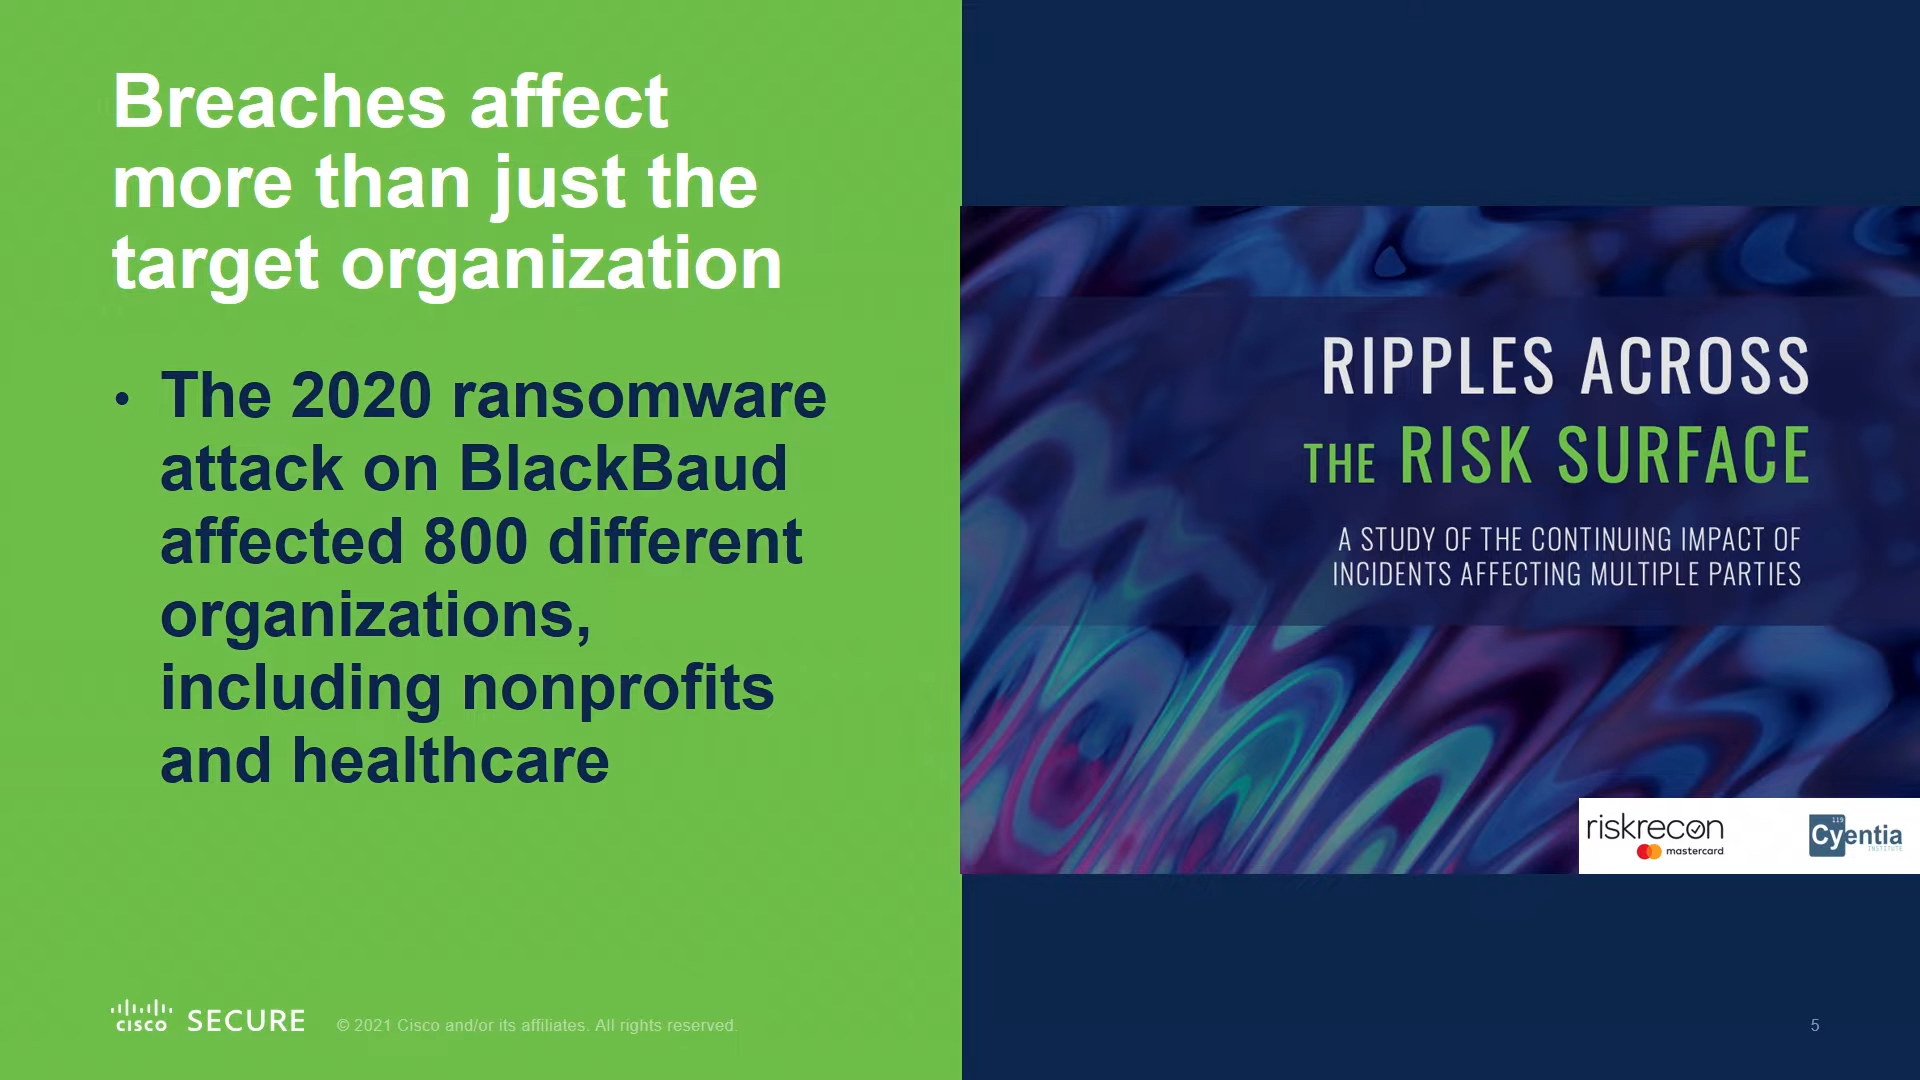 Breaches affect
more than just the
target organization
• The 2020 ransomware
attack on BlackBaud
affected 800 different
organizations,
including nonprofits
and healthcare
RIPPLES ACROSS
THE RISK SURFACE
A STUDY OF THE CONTINUING IMPACT OF
INCIDENTS AFFECTING MULTIPLE PARTIES
riskrecon
mastercard
119
Cyentia
INSTITUTE
cisco SECURE
© 2021 Cisco and/or its affiliates. All rights reserved.
5